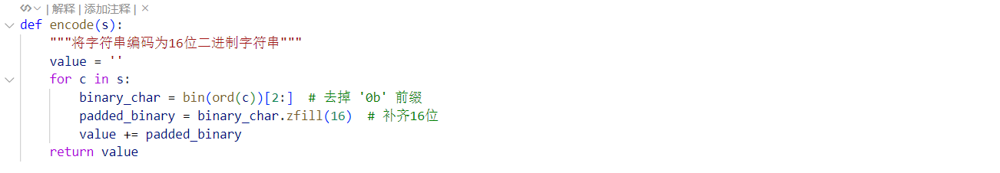 | 解释 | 添加注释 | ×
def encode(s):
    """将字符串编码为16位二进制字符串"""
    value = ''
    for c in s:
        binary_char = bin(ord(c))[2:]  # 去掉 '0b' 前缀
        padded_binary = binary_char.zfill(16)  # 补齐16位
        value += padded_binary
    return value